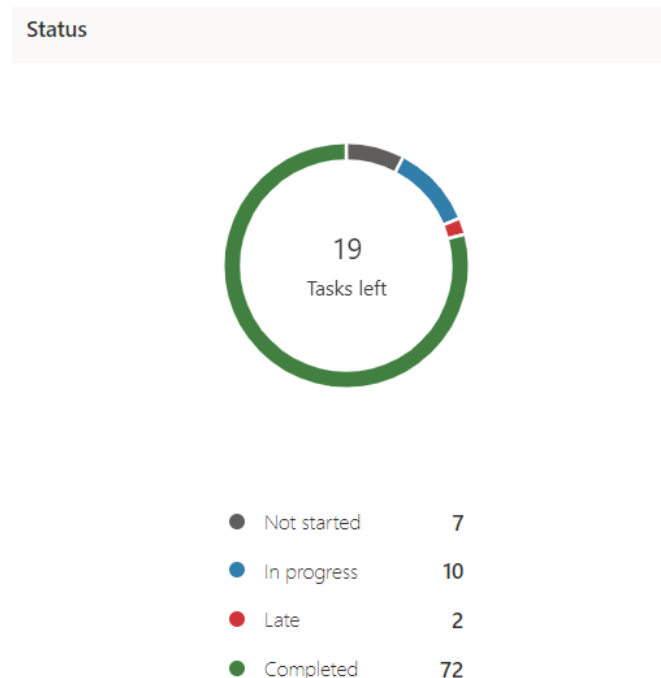 Status
19
Tasks left
Not started 7
In progress 10
Late 2
Completed 72